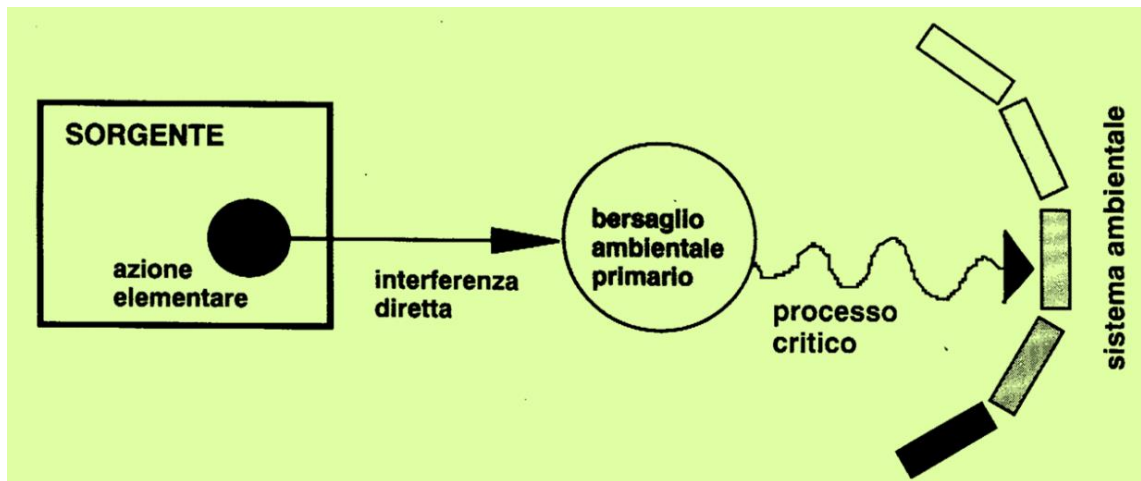 SORGENTE
azione
elementare
interferenza
diretta
bersaglio
ambientale
primario
processo
critico
sistema ambientale